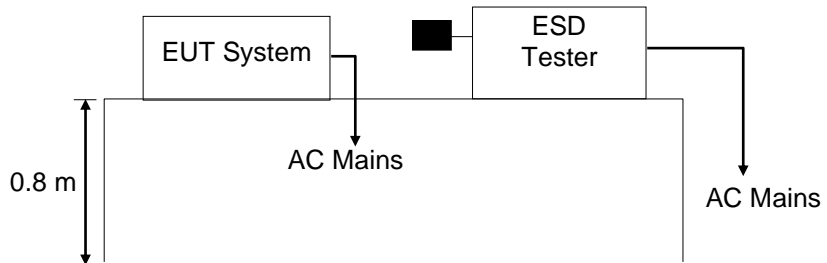 EUT System
ESD
Tester
AC Mains
0.8 m
AC Mains